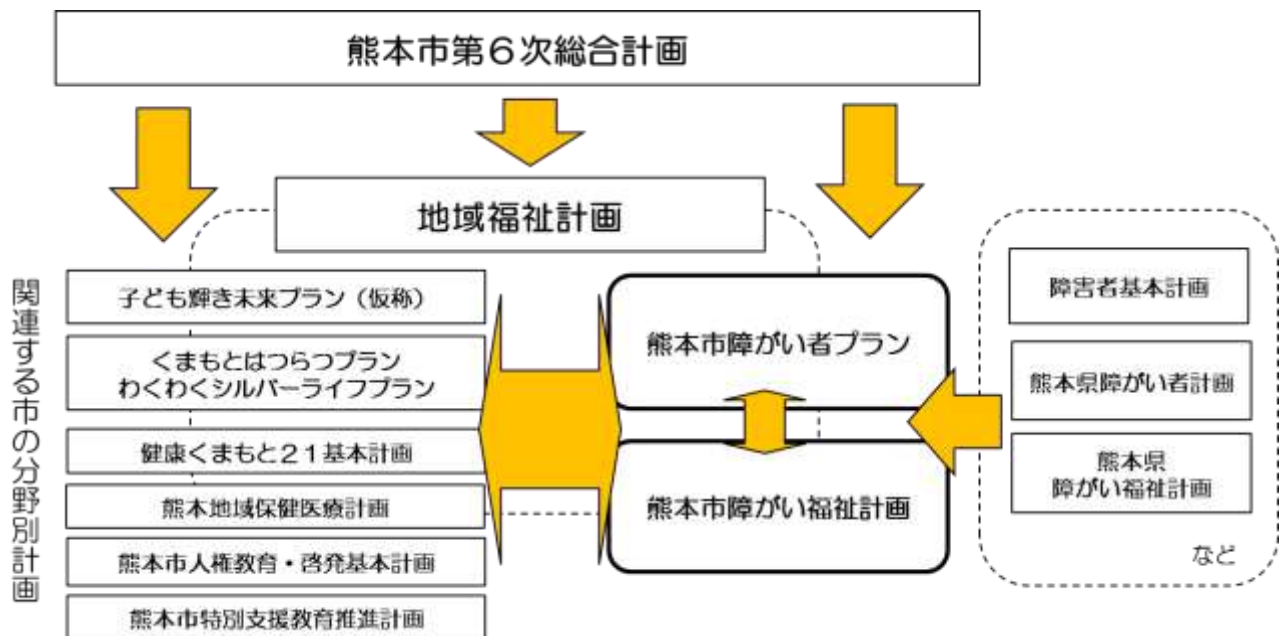 熊本市第６次総合計画
地域福祉計画
関連する市の分野別計画
子ども輝き未来プラン（仮称）
くまもとはつらつプラン
わくわくシルバーライフプラン
健康くまもと２１基本計画
熊本地域保健医療計画
熊本市人権教育・啓発基本計画
熊本市特別支援教育推進計画
熊本市障がい者プラン
熊本市障がい福祉計画
障害者基本計画
熊本県障がい者計画
熊本県
障がい福祉計画
など